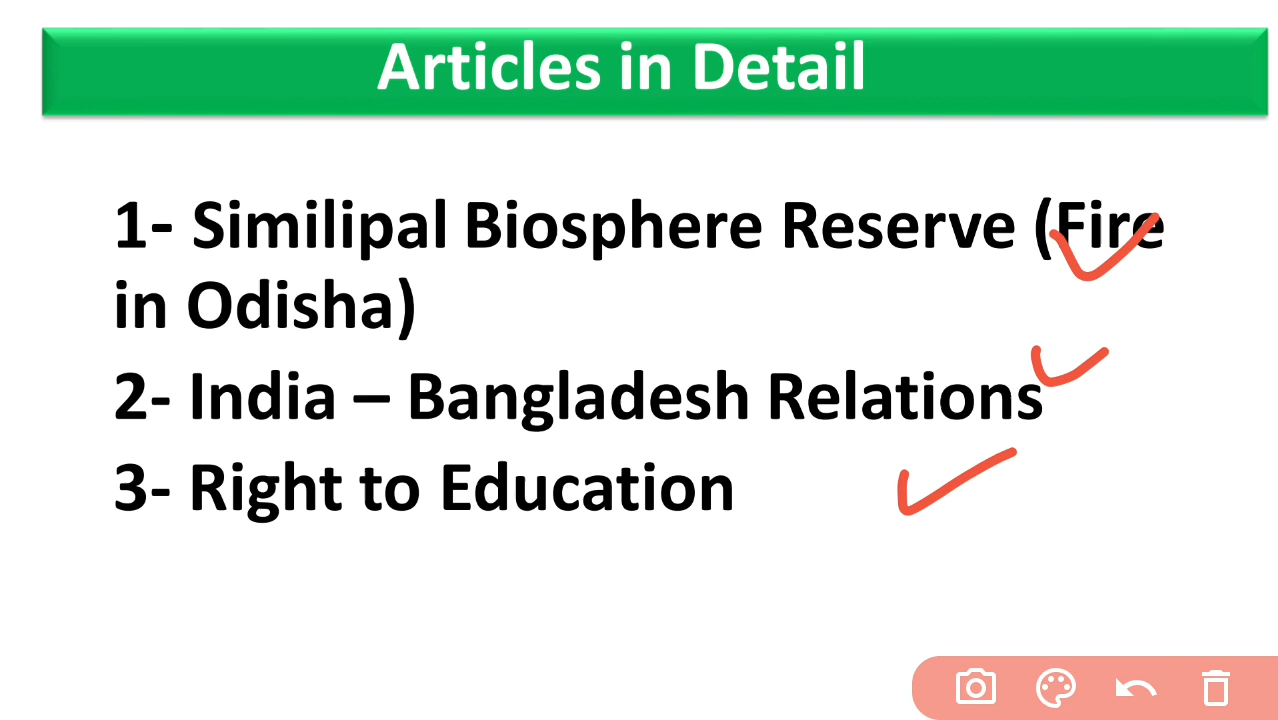 Articles in Detail
1- Similipal Biosphere Reserve (Fire
in Odisha)
2- India – Bangladesh Relations
3- Right to Education